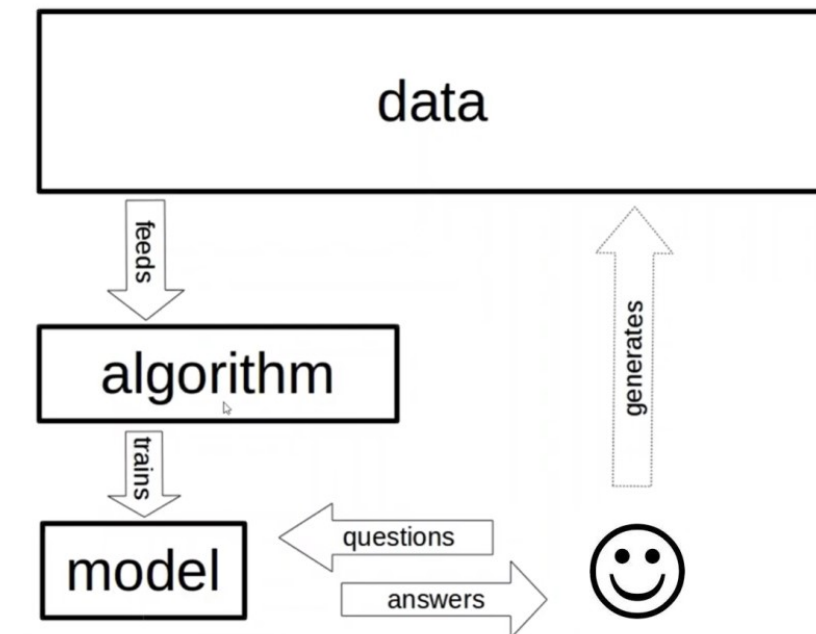 data
feeds
generates
algorithm
trains
questions
model
answers